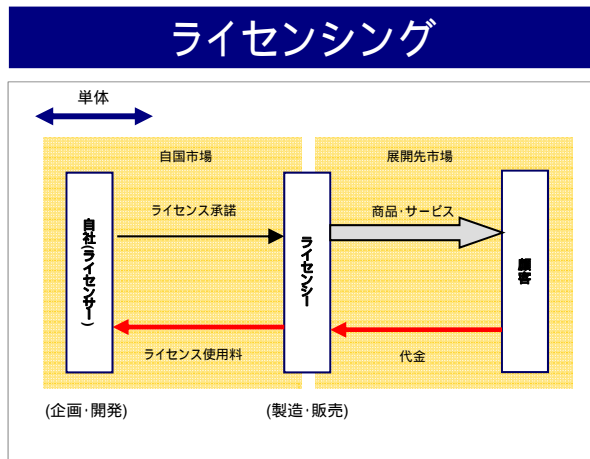 ライセンシング
単体
自国市場
展開先市場
自社(ライセンサー)
ライセンス承諾
ライセンシー
商品・サービス
顧客
ライセンス使用料
代金
(企画・開発)
(製造・販売)